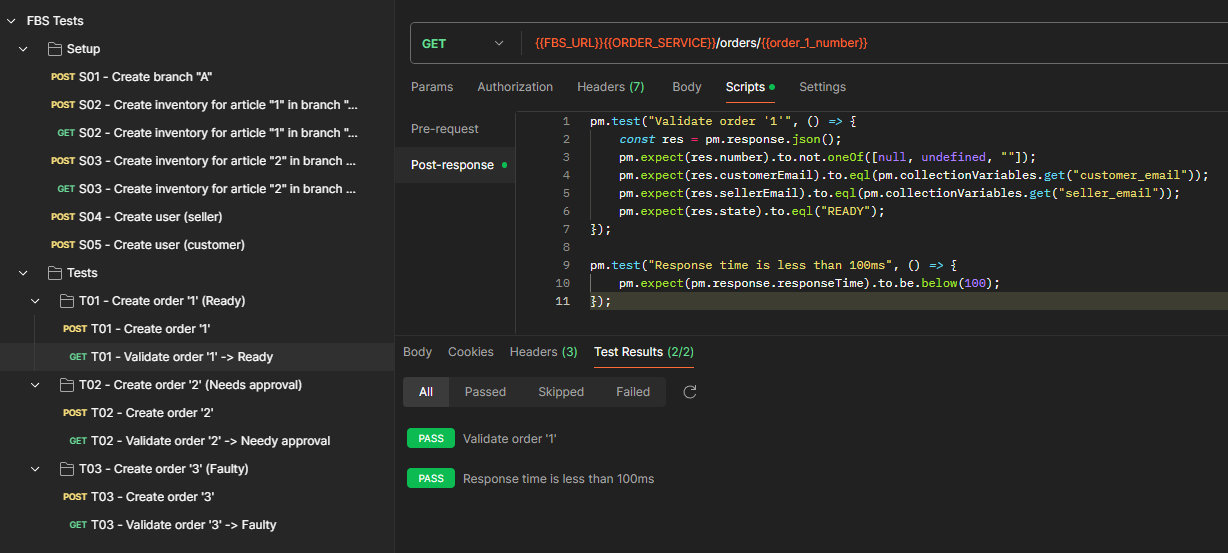 FBS Tests
Setup
POST S01 - Create branch "A"
POST S02 - Create inventory for article "1" in branch "...
GET S02 - Create inventory for article "1" in branch "...
POST S03 - Create inventory for article "2" in branch ...
GET S03 - Create inventory for article "2" in branch ...
POST S04 - Create user (seller)
POST S05 - Create user (customer)
Tests
T01 - Create order '1' (Ready)
POST T01 - Create order '1'
GET T01 - Validate order '1' -> Ready
T02 - Create order '2' (Needs approval)
POST T02 - Create order '2'
GET T02 - Validate order '2' -> Needy approval
T03 - Create order '3' (Faulty)
POST T03 - Create order '3'
GET T03 - Validate order '3' -> Faulty
GET {{FBS_URL}}{{ORDER_SERVICE}}/orders/{{order_1_number}}
Params Authorization Headers (7) Body Scripts Settings
Pre-request
Post-response
1 pm.test("Validate order '1'", () => {
2 const res = pm.response.json();
3 pm.expect(res.number).to.not.oneOf([null, undefined, ""]);
4 pm.expect(res.customerEmail).to.eql(pm.collectionVariables.get("customer_email"));
5 pm.expect(res.sellerEmail).to.eql(pm.collectionVariables.get("seller_email"));
6 pm.expect(res.state).to.eql("READY");
7 });
8
9 pm.test("Response time is less than 100ms", () => {
10 pm.expect(pm.response.responseTime).to.be.below(100);
11 });
Body Cookies Headers (3) Test Results (2/2)
All Passed Skipped Failed
PASS Validate order '1'
PASS Response time is less than 100ms